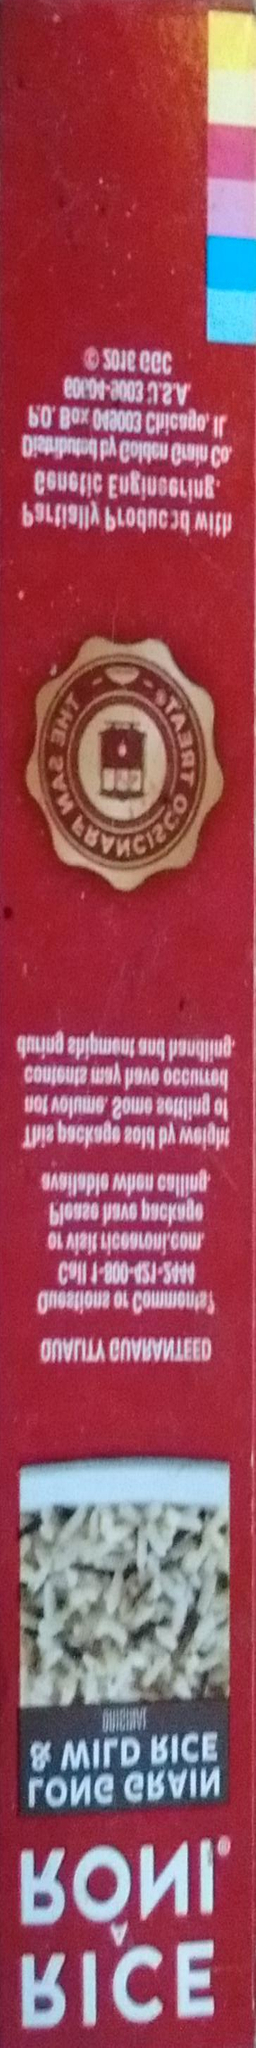 RICE
A
RONI®
LONG GRAIN
& WILD RICE
ORIGINAL
QUALITY GUARANTEED
Questions or Comments?
Call 1-800-421-2444
or visit ricearoni.com.
Please have package
available when calling.
This package sold by weight
not volume. Some settling of
contents may have occurred
during shipment and handling.
THE SAN FRANCISCO TREAT®
Partially Produced with
Genetic Engineering.
Distributed by Golden Grain Co.
P.O. Box 049003 Chicago, IL
60604-9003 U.S.A.
© 2016 GGC